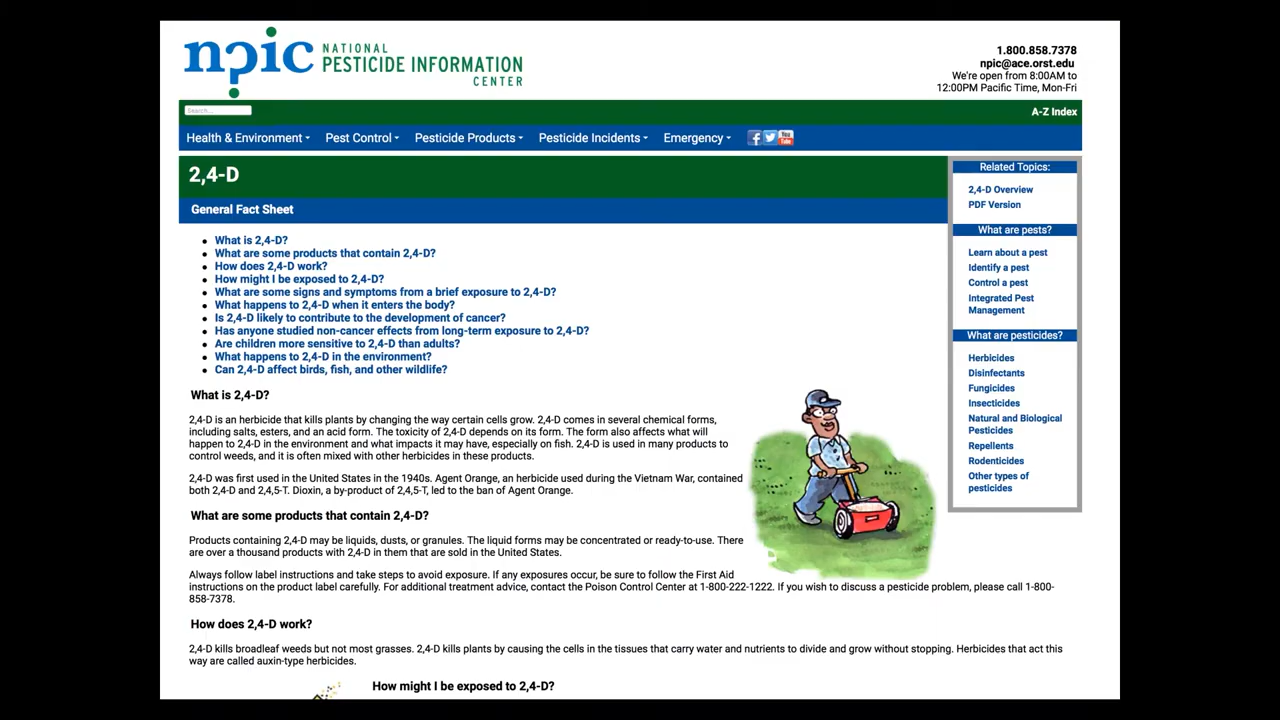 npic NATIONAL PESTICIDE INFORMATION CENTER
1.800.858.7378
npic@ace.orst.edu
We're open from 8:00AM to
12:00PM Pacific Time, Mon-Fri
Search...
A-Z Index
Health & Environment Pest Control Pesticide Products Pesticide Incidents Emergency
2,4-D
General Fact Sheet
What is 2,4-D?
What are some products that contain 2,4-D?
How does 2,4-D work?
How might I be exposed to 2,4-D?
What are some signs and symptoms from a brief exposure to 2,4-D?
What happens to 2,4-D when it enters the body?
Is 2,4-D likely to contribute to the development of cancer?
Has anyone studied non-cancer effects from long-term exposure to 2,4-D?
Are children more sensitive to 2,4-D than adults?
What happens to 2,4-D in the environment?
Can 2,4-D affect birds, fish, and other wildlife?
What is 2,4-D?
2,4-D is an herbicide that kills plants by changing the way certain cells grow. 2,4-D comes in several chemical forms,
including salts, esters, and an acid form. The toxicity of 2,4-D depends on its form. The form also affects what will
happen to 2,4-D in the environment and what impacts it may have, especially on fish. 2,4-D is used in many products to
control weeds, and it is often mixed with other herbicides in these products.
2,4-D was first used in the United States in the 1940s. Agent Orange, an herbicide used during the Vietnam War, contained
both 2,4-D and 2,4,5-T. Dioxin, a by-product of 2,4,5-T, led to the ban of Agent Orange.
What are some products that contain 2,4-D?
Products containing 2,4-D may be liquids, dusts, or granules. The liquid forms may be concentrated or ready-to-use. There
are over a thousand products with 2,4-D in them that are sold in the United States.
Always follow label instructions and take steps to avoid exposure. If any exposures occur, be sure to follow the First Aid
instructions on the product label carefully. For additional treatment advice, contact the Poison Control Center at 1-800-222-1222. If you wish to discuss a pesticide problem, please call 1-800-
858-7378.
How does 2,4-D work?
2,4-D kills broadleaf weeds but not most grasses. 2,4-D kills plants by causing the cells in the tissues that carry water and nutrients to divide and grow without stopping. Herbicides that act this
way are called auxin-type herbicides.
How might I be exposed to 2,4-D?
Related Topics:
2,4-D Overview
PDF Version
What are pests?
Learn about a pest
Identify a pest
Control a pest
Integrated Pest
Management
What are pesticides?
Herbicides
Disinfectants
Fungicides
Insecticides
Natural and Biological
Pesticides
Repellents
Rodenticides
Other types of
pesticides